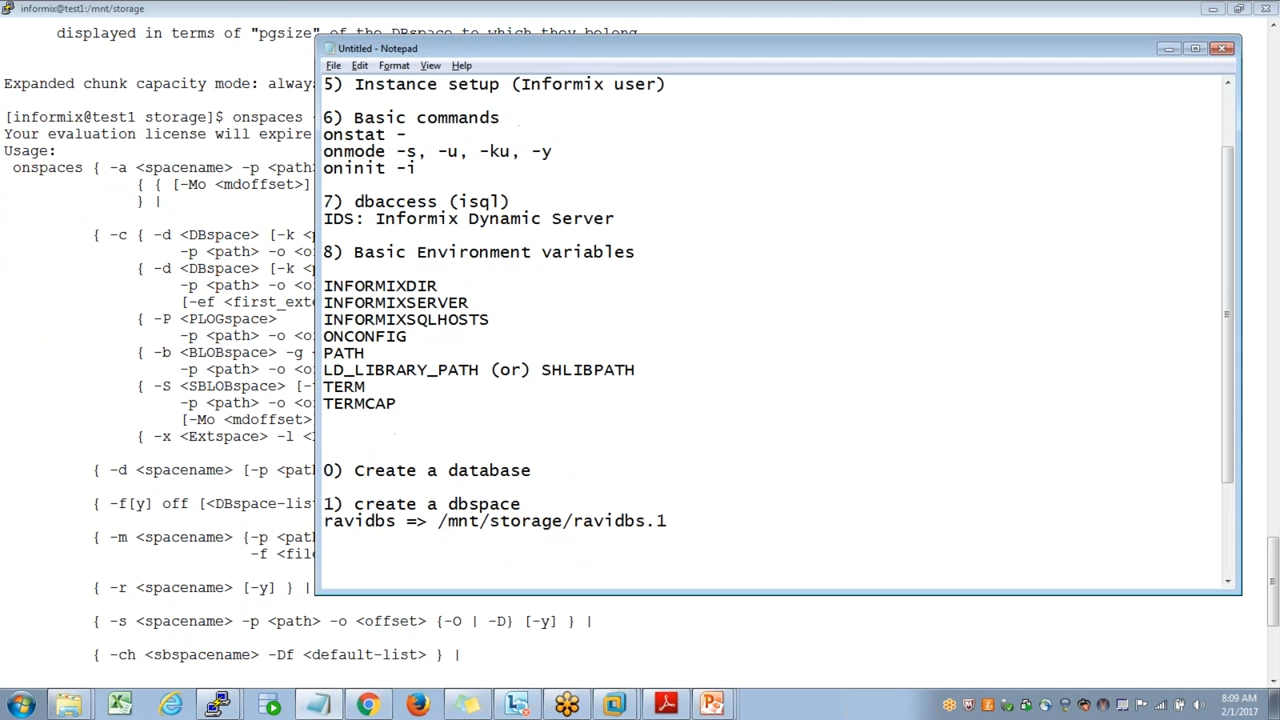 informix@test1:/mnt/storage
displayed in terms of "pgsize" of the DBspace to which they belong
Expanded chunk capacity mode: always
[informix@test1 storage]$ onspaces -
Your evaluation license will expire
Usage:
onspaces { -a <spacename> -p <path>
{ { [-Mo <mdoffset>]
} |
{ -c { -d <DBspace> [-k <
-p <path> -o <o
{ -d <DBspace> [-k <
-p <path> -o <o
[-ef <first_exte
{ -P <PLOGspace>
-p <path> -o <o
{ -b <BLOBspace> -g <
-p <path> -o <o
{ -S <SBLOBspace> [-
-p <path> -o <o
[-Mo <mdoffset>
{ -x <Extspace> -l <
{ -d <spacename> [-p <path
{ -f[y] off [<DBspace-list
{ -m <spacename> {-p <path
-f <file
{ -r <spacename> [-y] } |
{ -s <spacename> -p <path> -o <offset> {-O | -D} [-y] } |
{ -ch <sbspacename> -Df <default-list> } |
Untitled - Notepad
File Edit Format View Help
5) Instance setup (Informix user)
6) Basic commands
onstat -
onmode -s, -u, -ku, -y
oninit -i
7) dbaccess (isql)
IDS: Informix Dynamic Server
8) Basic Environment variables
INFORMIXDIR
INFORMIXSERVER
INFORMIXSQLHOSTS
ONCONFIG
PATH
LD_LIBRARY_PATH (or) SHLIBPATH
TERM
TERMCAP
0) Create a database
1) create a dbspace
ravidbs => /mnt/storage/ravidbs.1
8:09 AM
2/1/2017